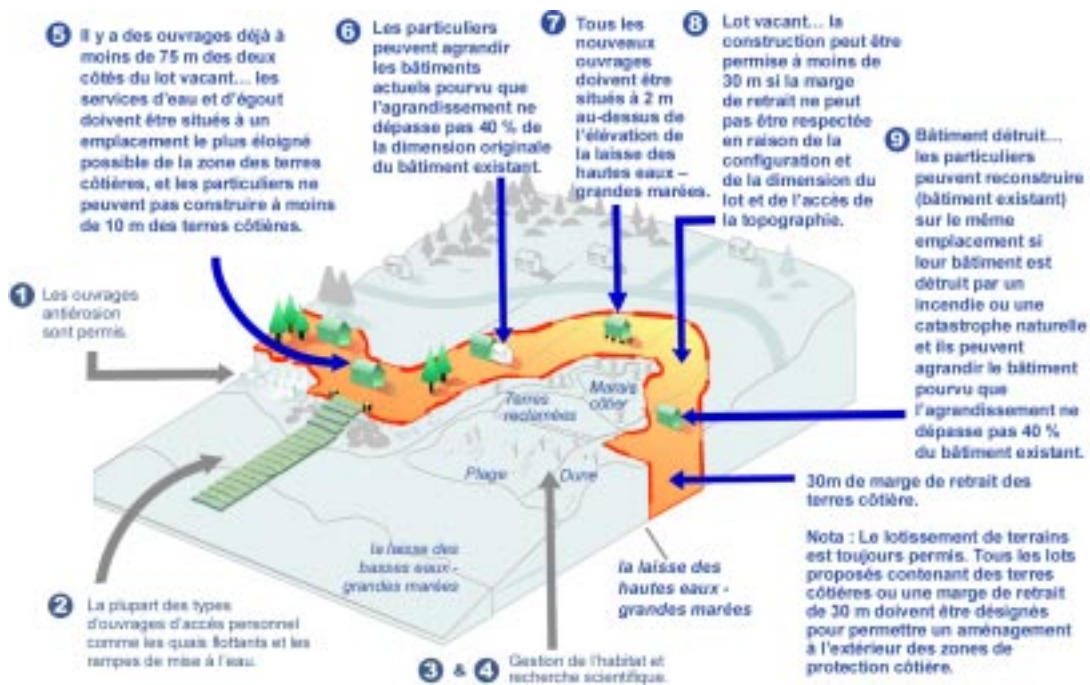 5 Il y a des ouvrages déjà à
moins de 75 m des deux
côtés du lot vacant... les
services d'eau et d'égout
doivent être situés à un
emplacement le plus éloigné
possible de la zone des terres
côtières, et les particuliers ne
peuvent pas construire à moins
de 10 m des terres côtières.
6 Les particuliers
peuvent agrandir
les bâtiments
actuels pourvu que
l'agrandissement ne
dépasse pas 40 % de
la dimension originale
du bâtiment existant.
7 Tous les
nouveaux
ouvrages
doivent être
situés à 2 m
au-dessus de
l'élévation de
la laisse des
hautes eaux –
grandes marées.
8 Lot vacant... la
construction peut être
permise à moins de
30 m si la marge
de retrait ne peut
pas être respectée
en raison de la
configuration et
de la dimension du
lot et de l'accès de
la topographie.
9 Bâtiment détruit...
les particuliers
peuvent reconstruire
(bâtiment existant)
sur le même
emplacement si
leur bâtiment est
détruit par un
incendie ou une
catastrophe naturelle
et ils peuvent
agrandir le bâtiment
pourvu que
l'agrandissement ne
dépasse pas 40 %
du bâtiment existant.
1 Les ouvrages
antiérosion
sont permis.
Terres
reclamées
Marais
côtier
Plage
Dune
30m de marge de retrait des
terres côtière.
Nota : Le lotissement de terrains
est toujours permis. Tous les lots
proposés contenant des terres
côtières ou une marge de retrait
de 30 m doivent être désignés
pour permettre un aménagement
à l'extérieur des zones de
protection côtière.
la laisse des
basses eaux -
grandes marées
la laisse des
hautes eaux -
grandes marées
2 La plupart des types
d'ouvrages d'accès personnel
comme les quais flottants et les
rampes de mise à l'eau.
3 & 4 Gestion de l'habitat et
recherche scientifique.